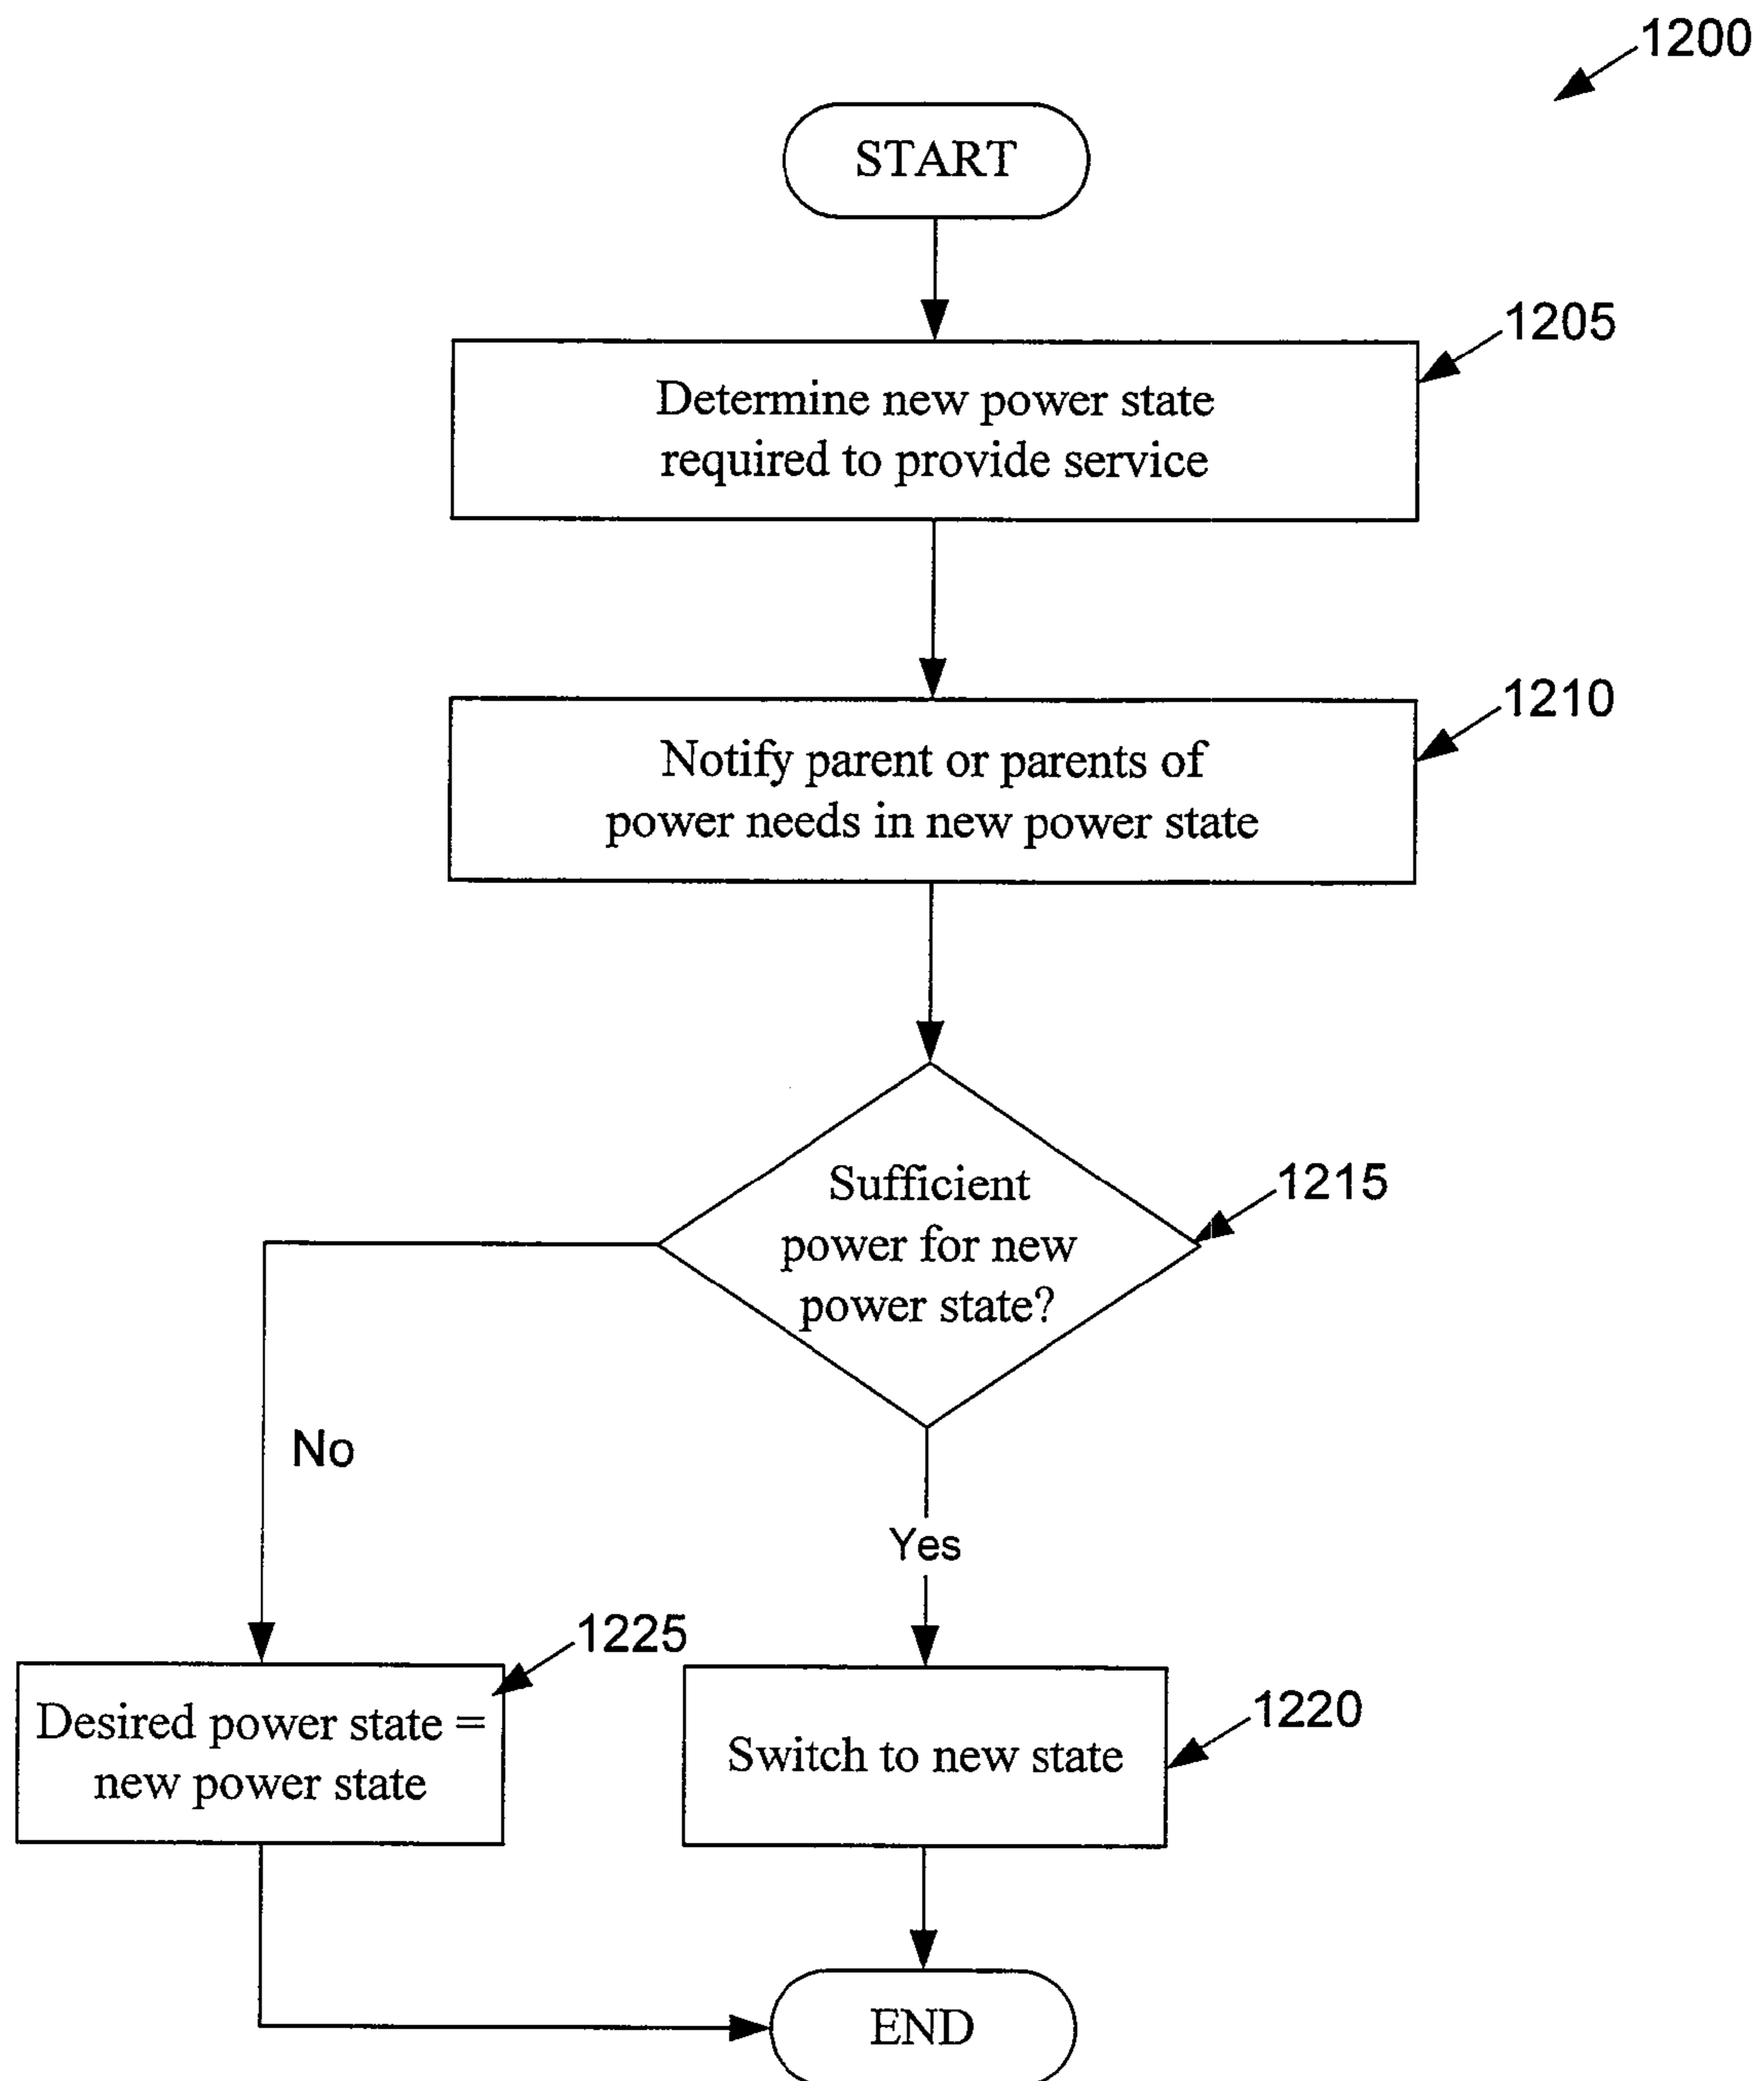 1200
START
1205
Determine new power state
required to provide service
1210
Notify parent or parents of
power needs in new power state
1215
Sufficient
power for new
power state?
No
Yes
1225
Desired power state =
new power state
1220
Switch to new state
END